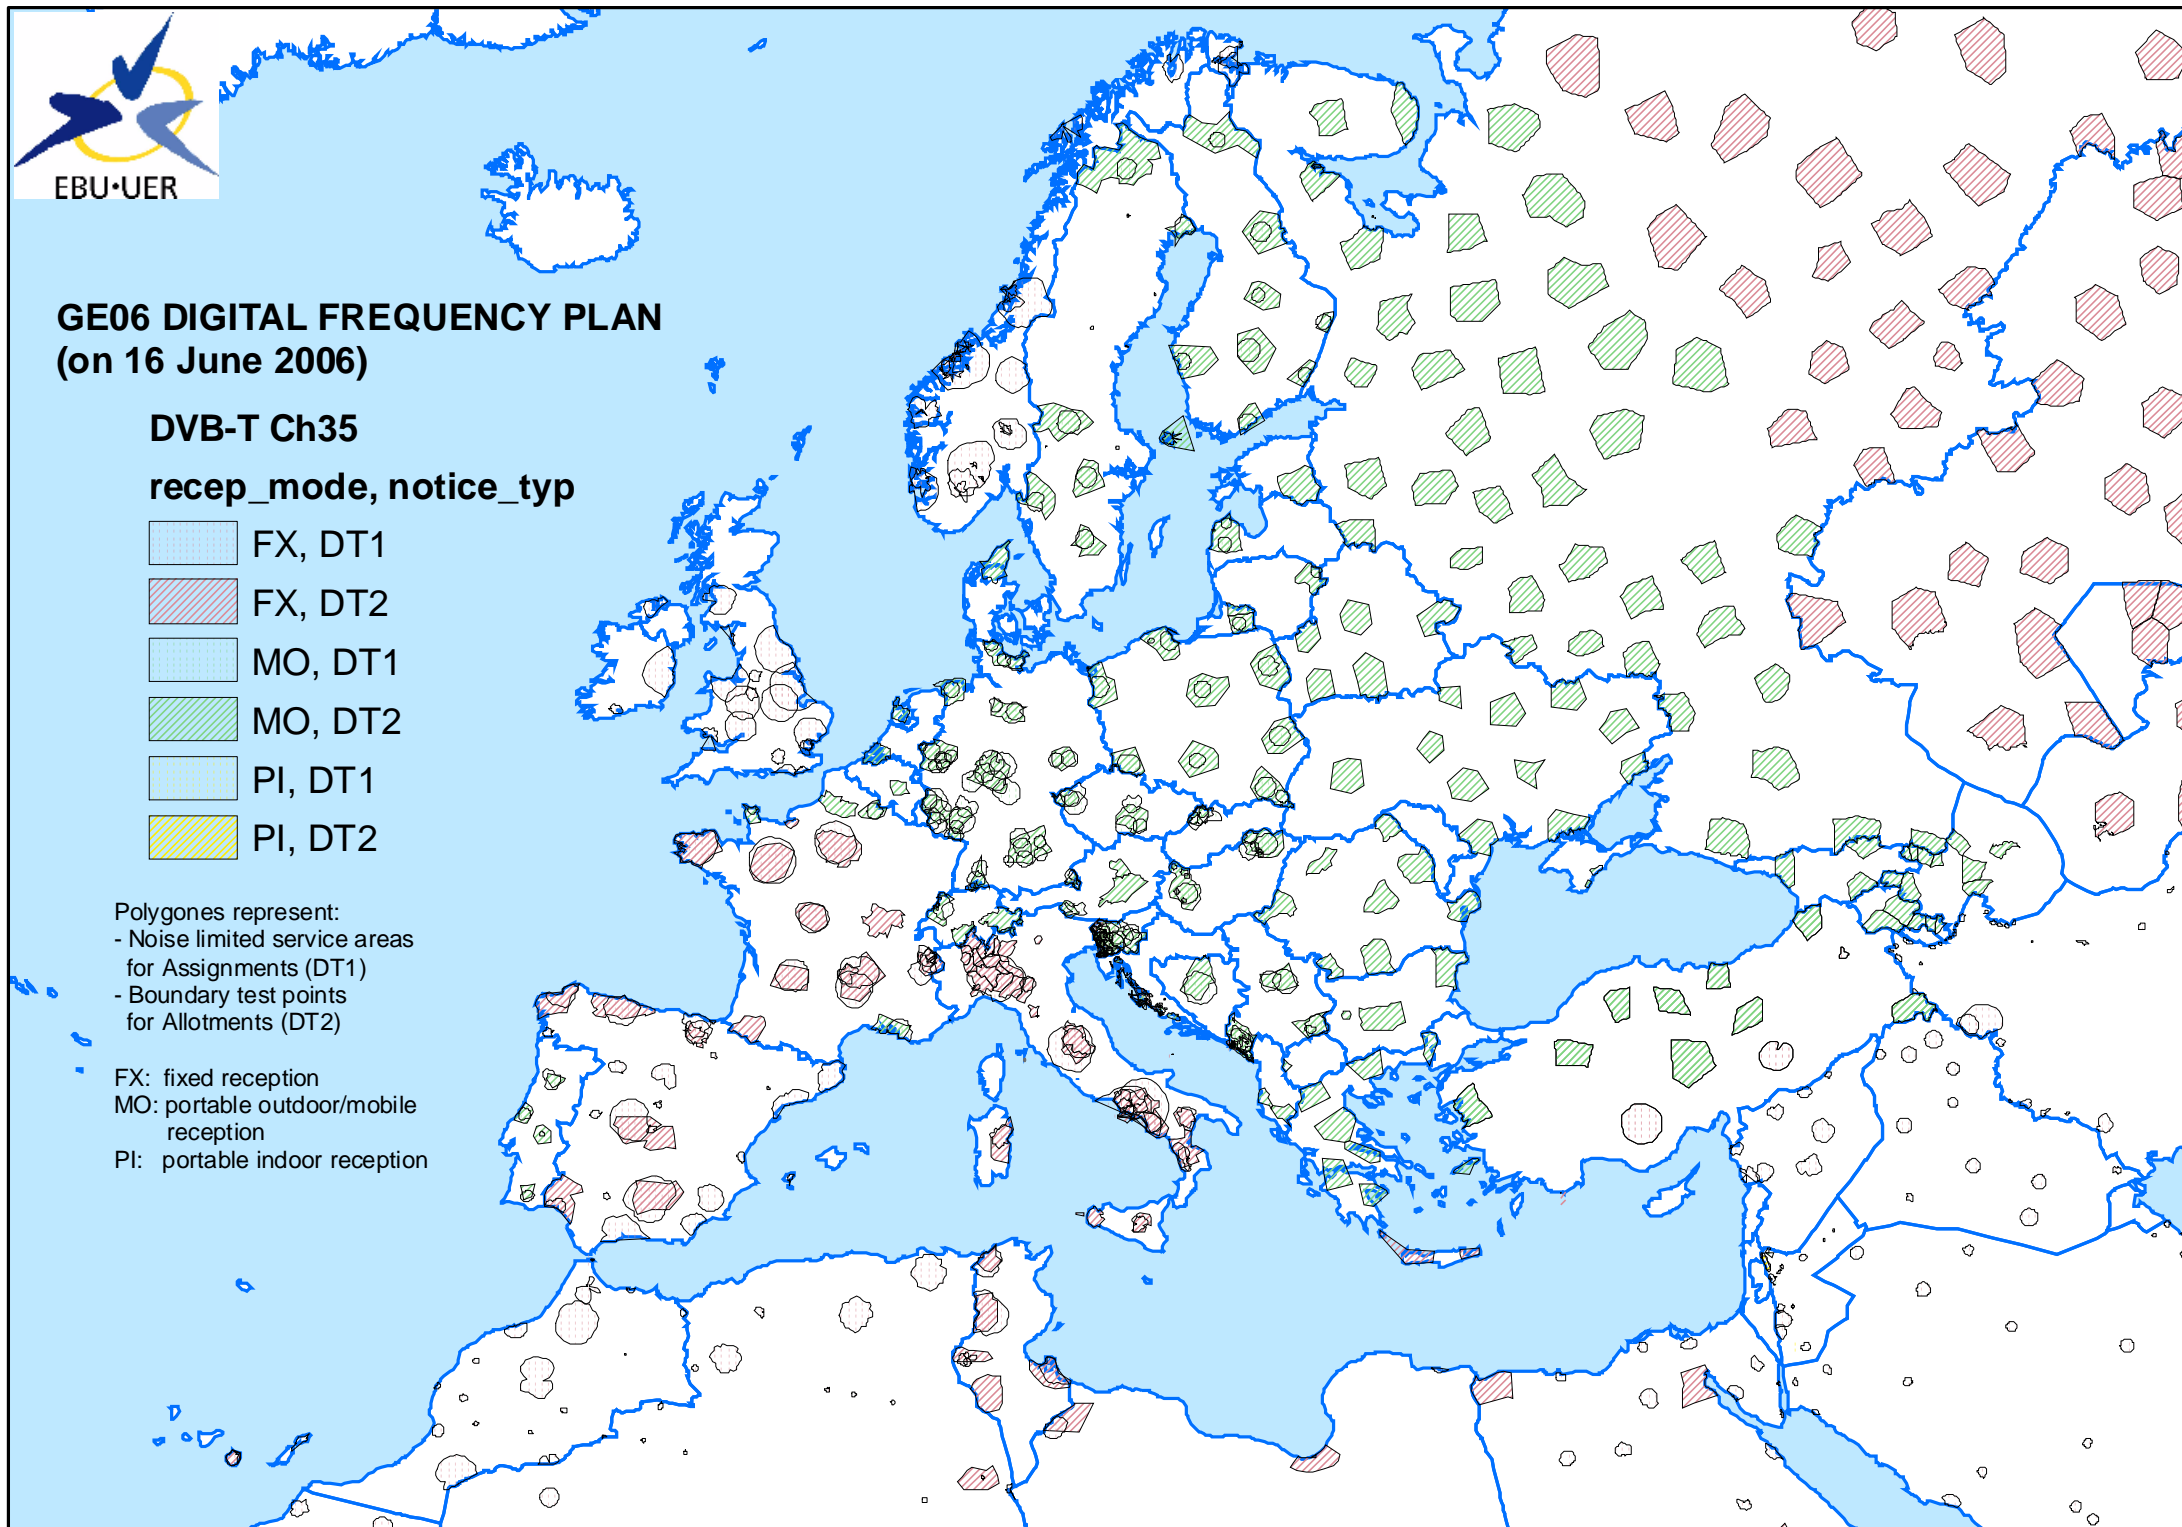 EBU•UER
GE06 DIGITAL FREQUENCY PLAN
(on 16 June 2006)
DVB-T Ch35
recep_mode, notice_typ
FX, DT1
FX, DT2
MO, DT1
MO, DT2
PI, DT1
PI, DT2
Polygones represent:
- Noise limited service areas
for Assignments (DT1)
- Boundary test points
for Allotments (DT2)
FX: fixed reception
MO: portable outdoor/mobile
reception
PI: portable indoor reception